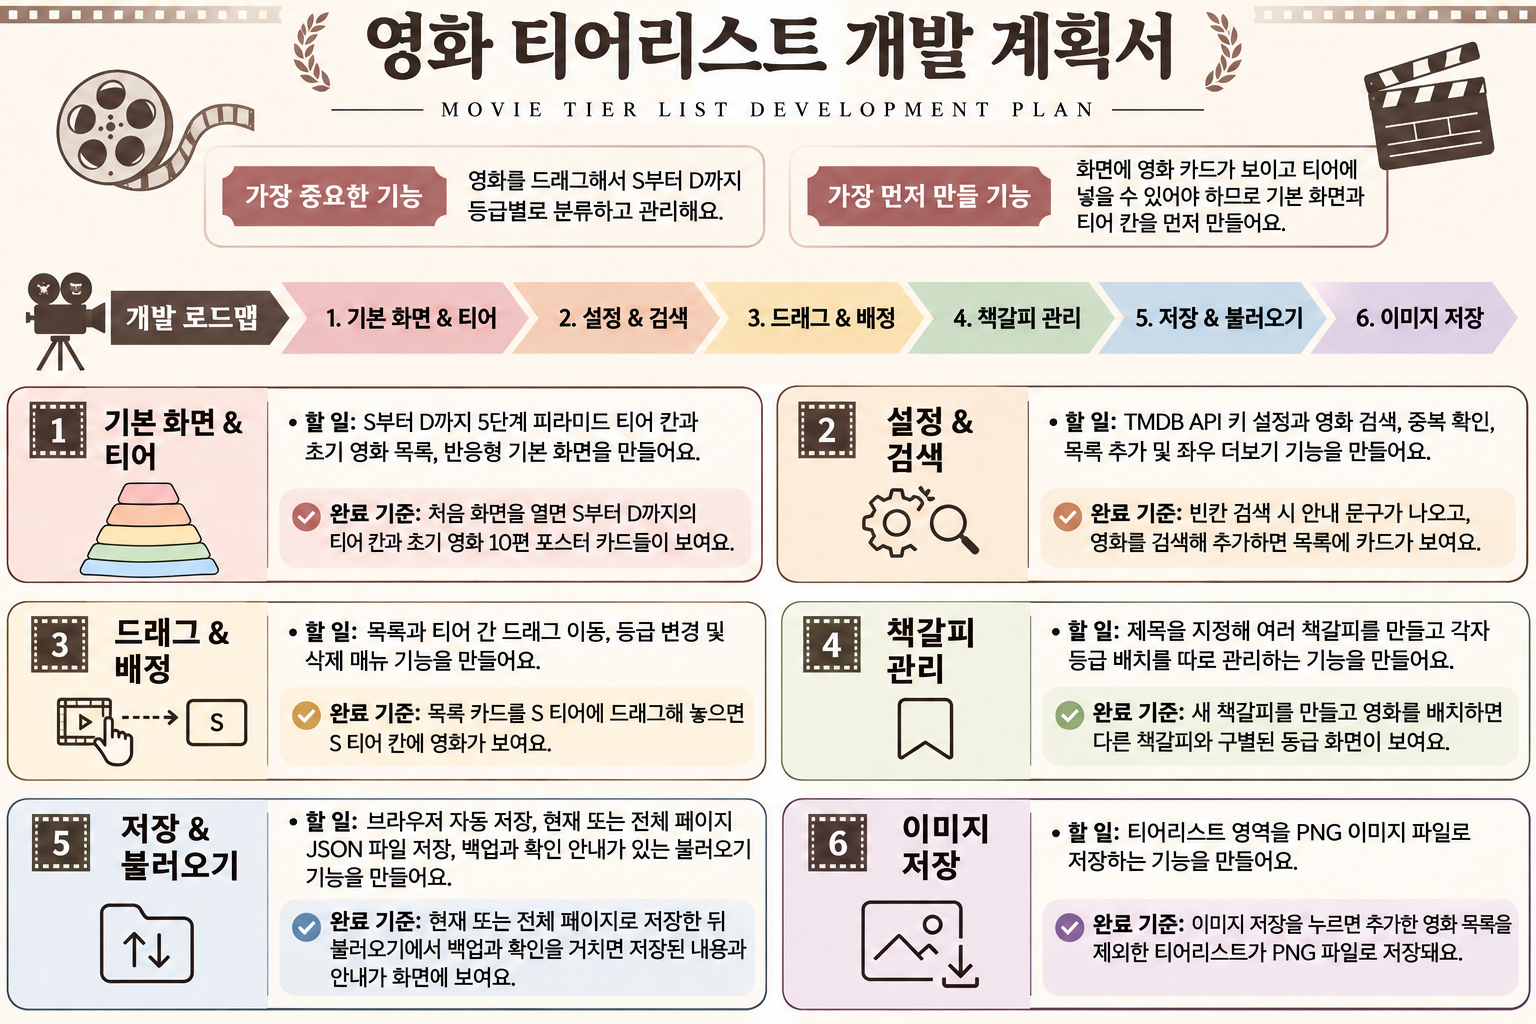 영화 티어리스트 개발 계획서
MOVIE TIER LIST DEVELOPMENT PLAN
가장 중요한 기능
영화를 드래그해서 S부터 D까지
등급별로 분류하고 관리해요.
가장 먼저 만들 기능
화면에 영화 카드가 보이고 티어에
넣을 수 있어야 하므로 기본 화면과
티어 칸을 먼저 만들어요.
개발 로드맵
1. 기본 화면 & 티어
2. 설정 & 검색
3. 드래그 & 배정
4. 책갈피 관리
5. 저장 & 불러오기
6. 이미지 저장
1
기본 화면 &
티어
• 할 일: S부터 D까지 5단계 피라미드 티어 칸과
초기 영화 목록, 반응형 기본 화면을 만들어요.
완료 기준: 처음 화면을 열면 S부터 D까지의
티어 칸과 초기 영화 10편 포스터 카드들이 보여요.
2
설정 &
검색
• 할 일: TMDB API 키 설정과 영화 검색, 중복 확인,
목록 추가 및 좌우 더보기 기능을 만들어요.
완료 기준: 빈칸 검색 시 안내 문구가 나오고,
영화를 검색해 추가하면 목록에 카드가 보여요.
3
드래그 &
배정
• 할 일: 목록과 티어 간 드래그 이동, 등급 변경 및
삭제 매뉴 기능을 만들어요.
S
완료 기준: 목록 카드를 S 티어에 드래그해 놓으면
S 티어 칸에 영화가 보여요.
4
책갈피
관리
• 할 일: 제목을 지정해 여러 책갈피를 만들고 각자
등급 배치를 따로 관리하는 기능을 만들어요.
완료 기준: 새 책갈피를 만들고 영화를 배치하면
다른 책갈피와 구별된 등급 화면이 보여요.
5
저장 &
불러오기
• 할 일: 브라우저 자동 저장, 현재 또는 전체 페이지
JSON 파일 저장, 백업과 확인 안내가 있는 불러오기
기능을 만들어요.
완료 기준: 현재 또는 전체 페이지로 저장한 뒤
불러오기에서 백업과 확인을 거치면 저장된 내용과
안내가 화면에 보여요.
6
이미지
저장
• 할 일: 티어리스트 영역을 PNG 이미지 파일로
저장하는 기능을 만들어요.
완료 기준: 이미지 저장을 누르면 추가한 영화 목록을
제외한 티어리스트가 PNG 파일로 저장돼요.